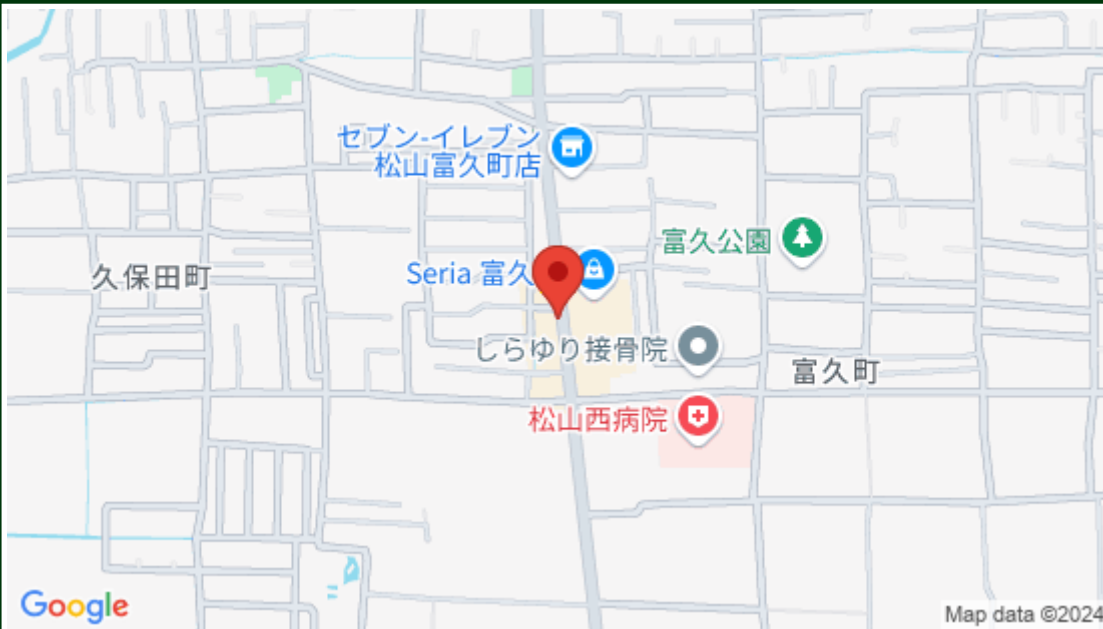 セブン-イレブン
松山富久町店
富久公園
久保田町
Seria 富久
しらゆり接骨院
富久町
松山西病院
Google
Map data ©2024